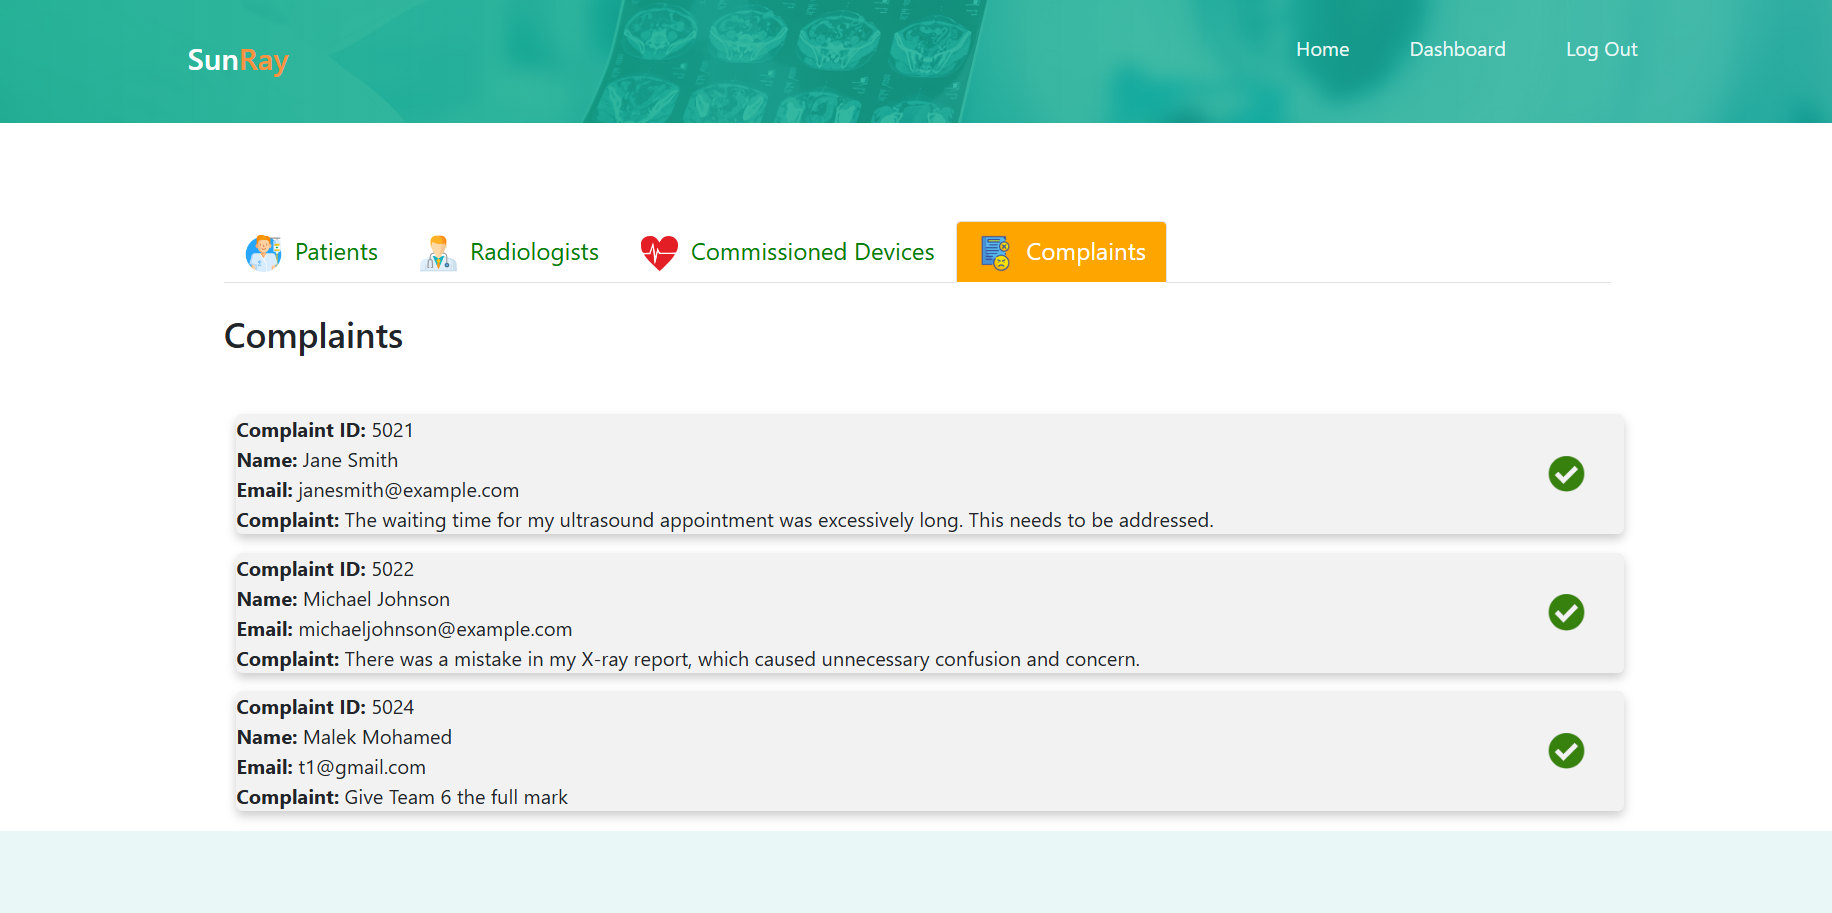 SunRay
Home Dashboard Log Out
Patients Radiologists Commissioned Devices Complaints
Complaints
Complaint ID: 5021
Name: Jane Smith
Email: janesmith@example.com
Complaint: The waiting time for my ultrasound appointment was excessively long. This needs to be addressed.
Complaint ID: 5022
Name: Michael Johnson
Email: michaeljohnson@example.com
Complaint: There was a mistake in my X-ray report, which caused unnecessary confusion and concern.
Complaint ID: 5024
Name: Malek Mohamed
Email: t1@gmail.com
Complaint: Give Team 6 the full mark